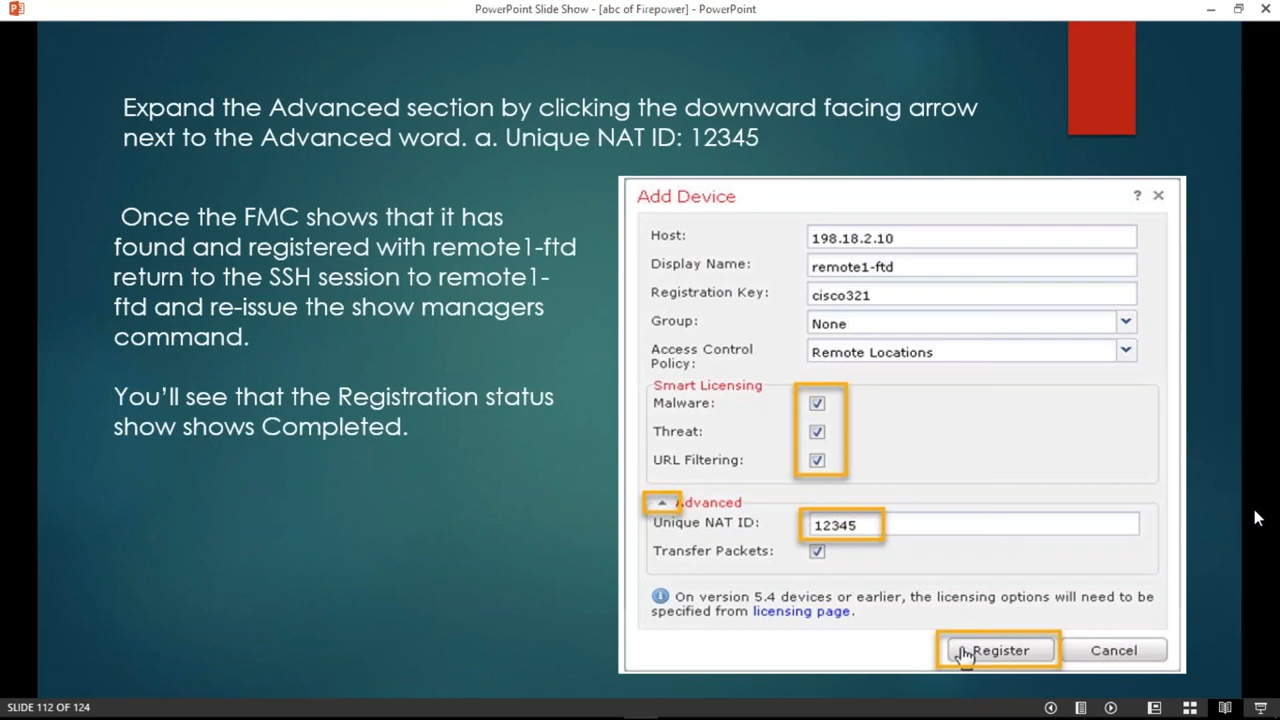 PowerPoint Slide Show - [abc of Firepower] - PowerPoint
Expand the Advanced section by clicking the downward facing arrow
next to the Advanced word. a. Unique NAT ID: 12345
Once the FMC shows that it has
found and registered with remote1-ftd
return to the SSH session to remote1-
ftd and re-issue the show managers
command.
You'll see that the Registration status
show shows Completed.
Add Device
?
Host: 198.18.2.10
Display Name: remote1-ftd
Registration Key: cisco321
Group: None
Access Control
Policy: Remote Locations
Smart Licensing
Malware:
Threat:
URL Filtering:
Advanced
Unique NAT ID: 12345
Transfer Packets:
On version 5.4 devices or earlier, the licensing options will need to be
specified from licensing page.
Register Cancel
SLIDE 112 OF 124